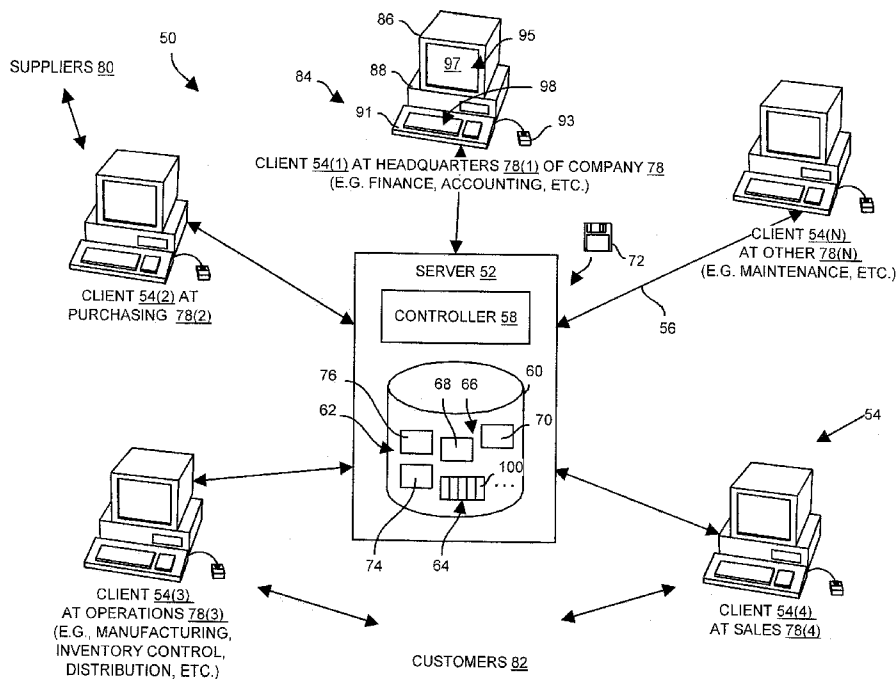 86
95
50
97
SUPPLIERS 80
88
84
98
91
93
CLIENT 54(1) AT HEADQUARTERS 78(1) OF COMPANY 78
(E.G. FINANCE, ACCOUNTING, ETC.)
72
CLIENT 54(N)
AT OTHER 78(N)
(E.G. MAINTENANCE, ETC.)
SERVER 52
CLIENT 54(2) AT
PURCHASING 78(2)
CONTROLLER 58
56
76
68
66
60
62
70
54
100
...
74
64
CLIENT 54(3)
AT OPERATIONS 78(3)
(E.G., MANUFACTURING,
INVENTORY CONTROL,
DISTRIBUTION, ETC.)
CLIENT 54(4)
AT SALES 78(4)
CUSTOMERS 82